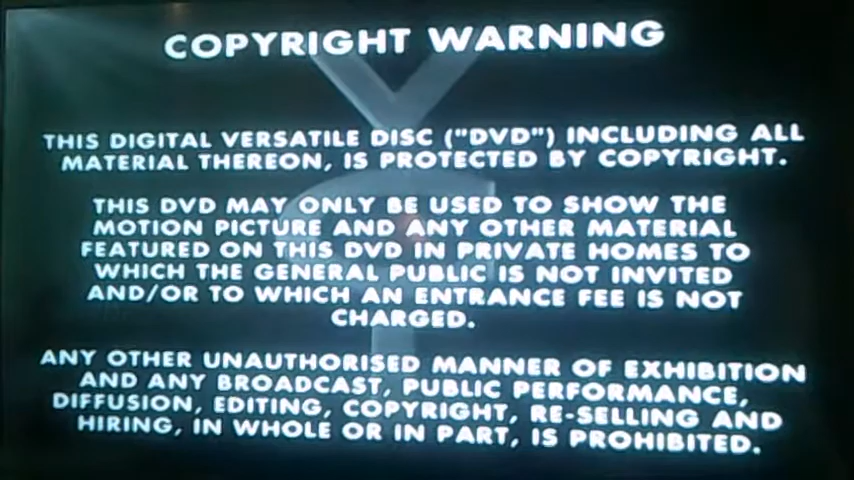 COPYRIGHT WARNING
THIS DIGITAL VERSATILE DISC ("DVD") INCLUDING ALL
MATERIAL THEREON, IS PROTECTED BY COPYRIGHT.
THIS DVD MAY ONLY BE USED TO SHOW THE
MOTION PICTURE AND ANY OTHER MATERIAL
FEATURED ON THIS DVD IN PRIVATE HOMES TO
WHICH THE GENERAL PUBLIC IS NOT INVITED
AND/OR TO WHICH AN ENTRANCE FEE IS NOT
CHARGED.
ANY OTHER UNAUTHORISED MANNER OF EXHIBITION
AND ANY BROADCAST, PUBLIC PERFORMANCE,
DIFFUSION, EDITING, COPYRIGHT, RE-SELLING AND
HIRING, IN WHOLE OR IN PART, IS PROHIBITED.